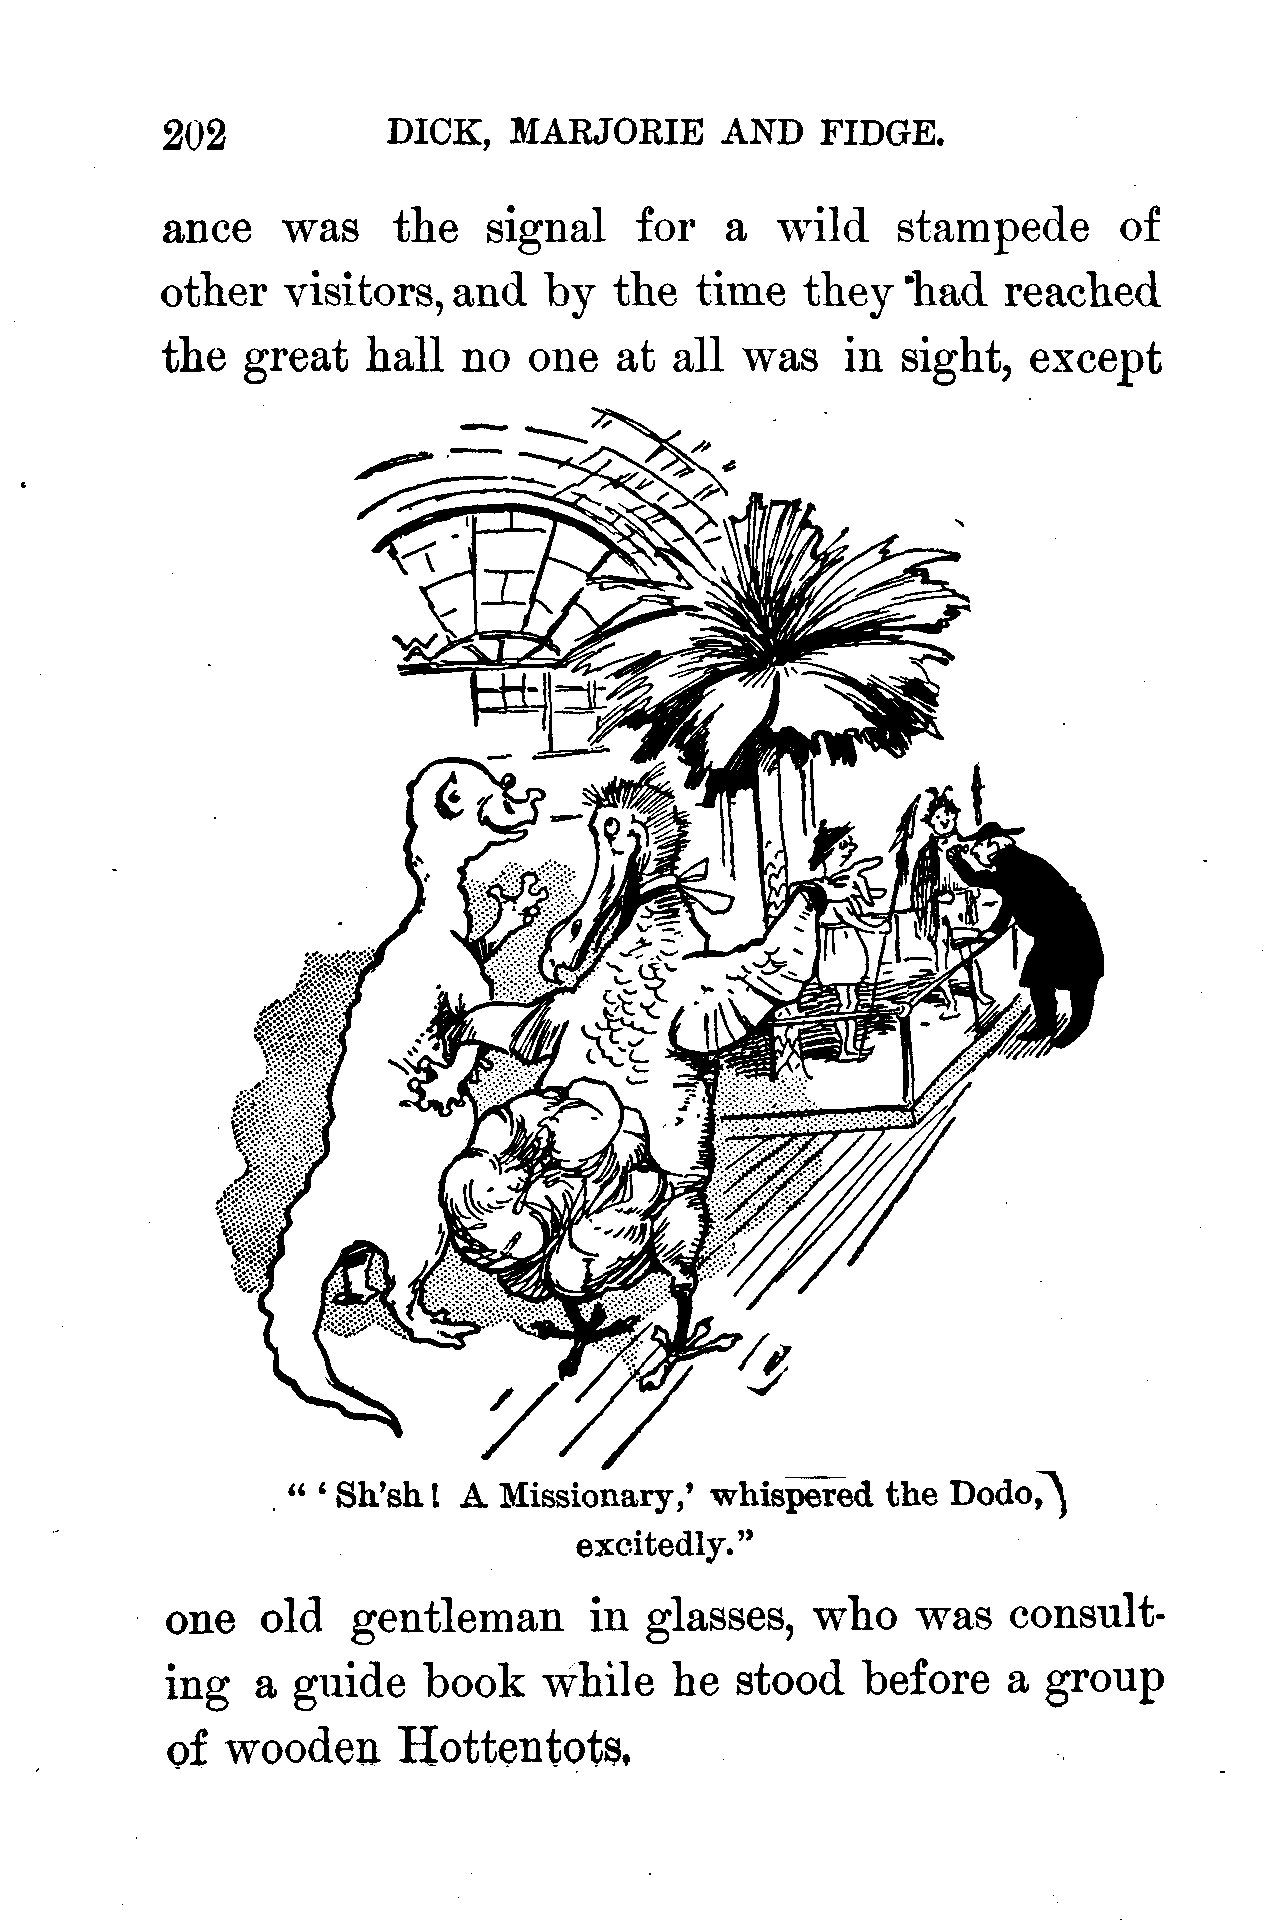 202 DICK, MARJORIE AND FIDGE.
ance was the signal for a wild stampede of
other visitors, and by the time they had reached
the great hall no one at all was in sight, except
" ' Sh'sh! A Missionary,' whispered the Dodo,
excitedly."
one old gentleman in glasses, who was consult-
ing a guide book while he stood before a group
of wooden Hottentots.